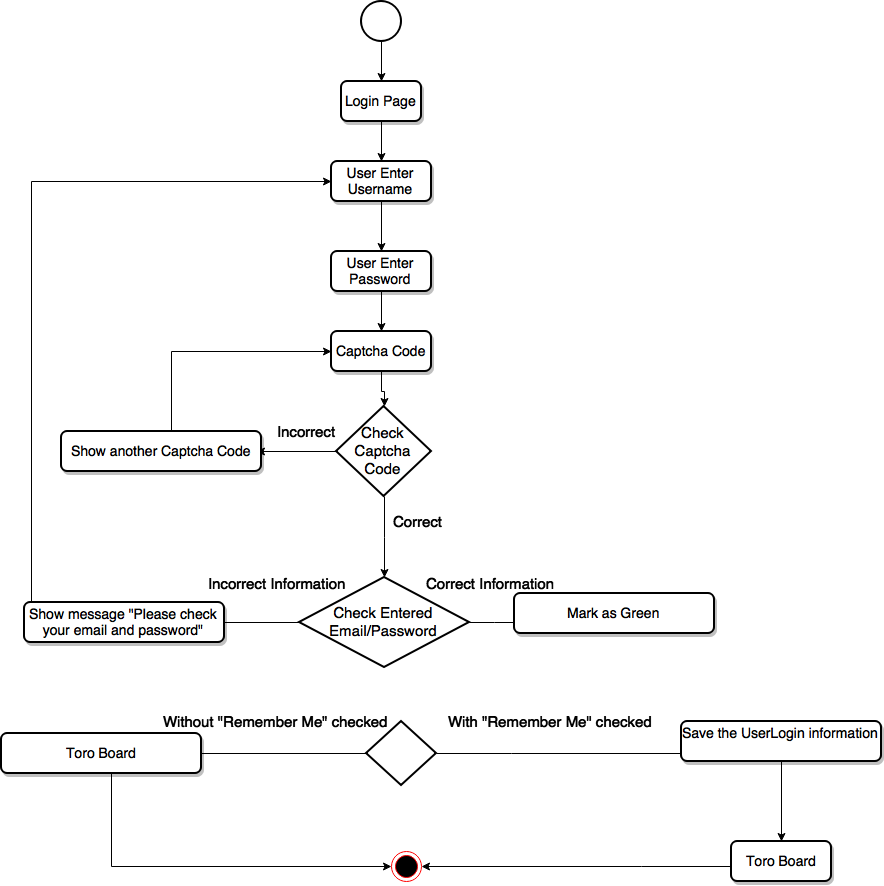 Login Page
User Enter
Username
User Enter
Password
Captcha Code
Incorrect
Check
Captcha
Code
Show another Captcha Code
Correct
Incorrect Information
Correct Information
Show message "Please check
your email and password"
Check Entered
Email/Password
Mark as Green
Without "Remember Me" checked
With "Remember Me" checked
Toro Board
Save the UserLogin information
Toro Board